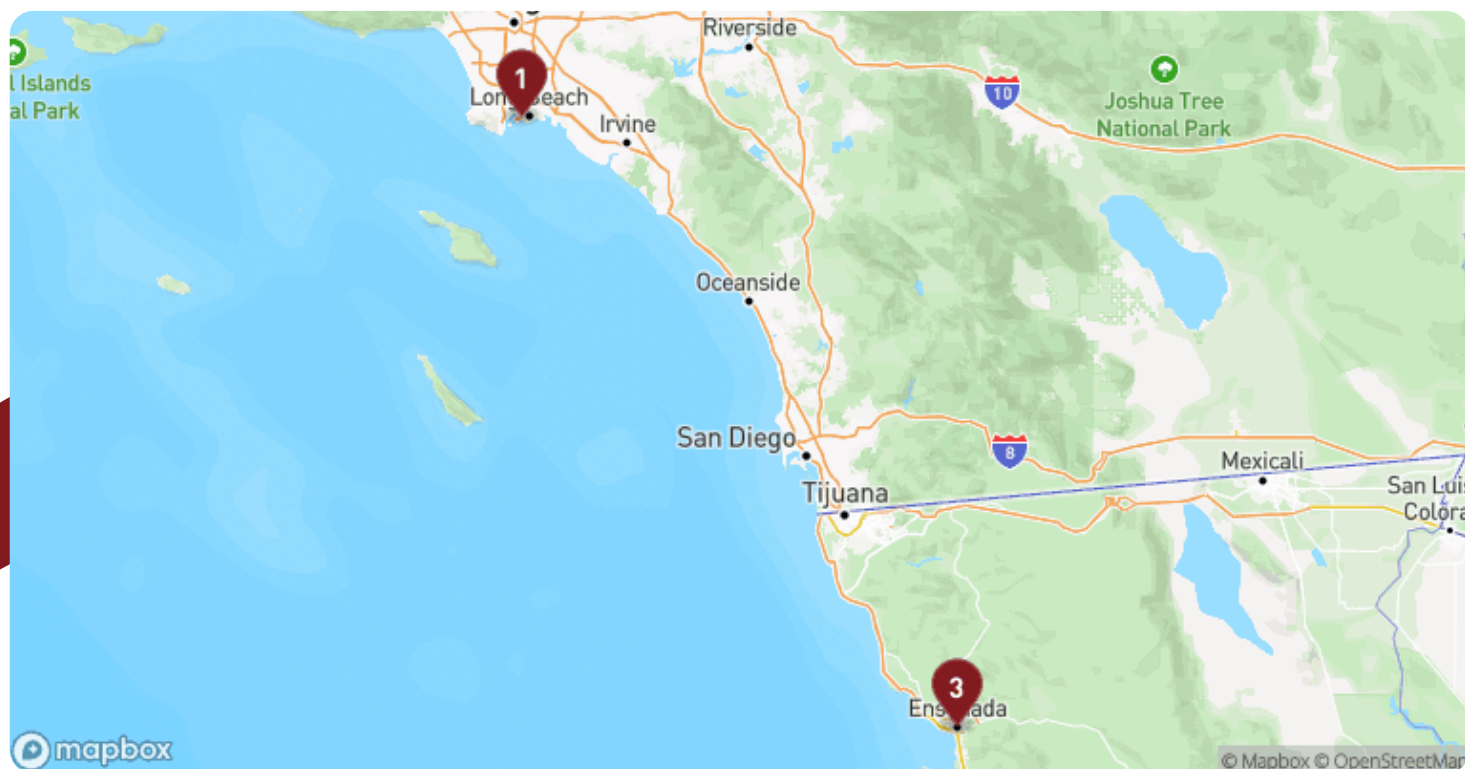 Riverside
l Islands
al Park
1
Long Beach
Irvine
10
Joshua Tree
National Park
Oceanside
San Diego
8
Mexicali
Tijuana
San Luis
Colora
3
Ensenada
mapbox
© Mapbox © OpenStreetMap